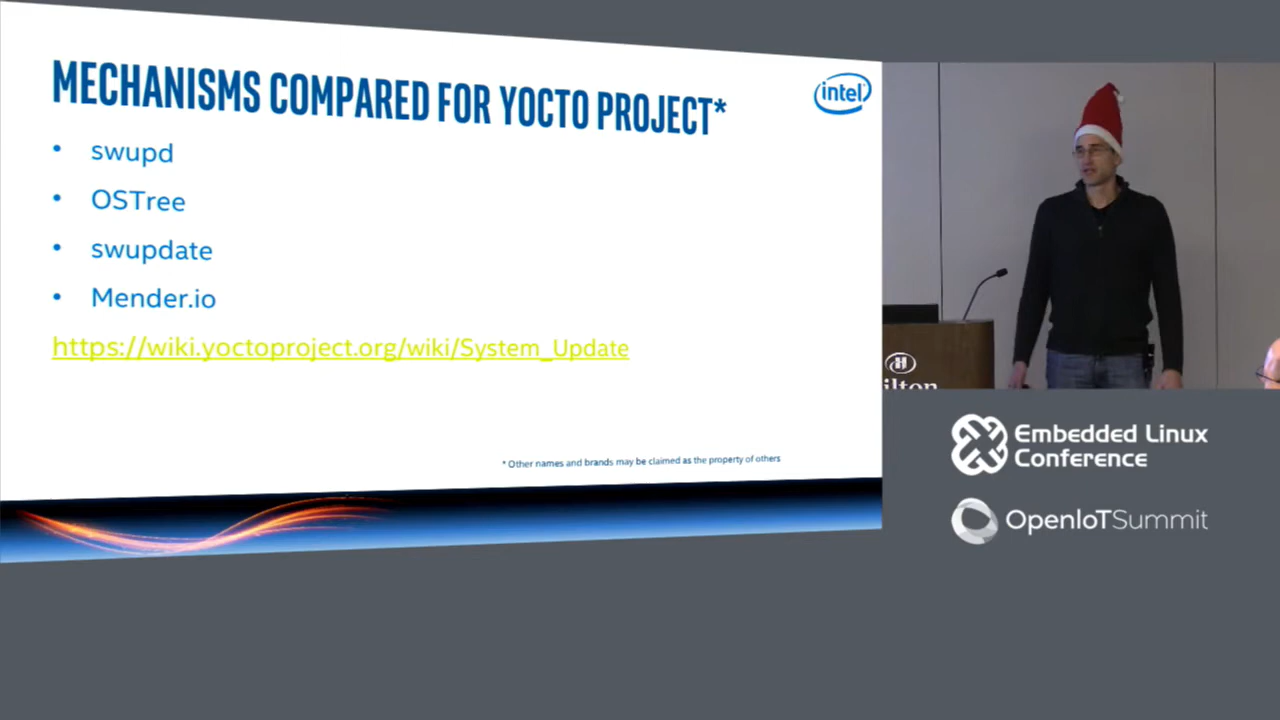 MECHANISMS COMPARED FOR YOCTO PROJECT*
intel
• swupd
• OSTree
• swupdate
• Mender.io
https://wiki.yoctoproject.org/wiki/System_Update
* Other names and brands may be claimed as the property of others
H
ilton
Embedded Linux
Conference
OpenIoTSummit